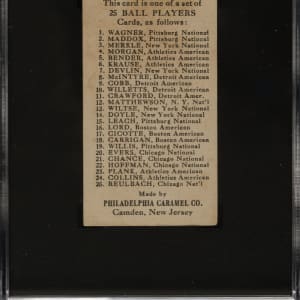 This card is one of a set of
25 BALL PLAYERS
Cards, as follows:
1. WAGNER, Pittsburg National
2. MADDOX, Pittsburg National
3. MERKLE, New York National
4. MORGAN, Athletics American
5. BENDER, Athletics American
6. KRAUSE, Athletics American
7. DEVLIN, New York National
8. McINTYRE, Detroit American
9. COBB, Detroit American
10. WILLETTS, Detroit American
11. CRAWFORD, Detroit Amer.
12. MATTHEWSON, N. Y. Nat'l
13. WILTSE, New York National
14. DOYLE, New York National
15. LEACH, Pittsburg National
16. LORD, Boston American
17. CICOTTE, Boston American
18. CARRIGAN, Boston American
19. WILLIS, Pittsburg National
20. EVERS, Chicago National
21. CHANCE, Chicago National
22. HOFFMAN, Chicago National
23. PLANK, Athletics American
24. COLLINS, Athletics American
25. REULBACH, Chicago Nat'l
Made by
PHILADELPHIA CARAMEL CO.
Camden, New Jersey